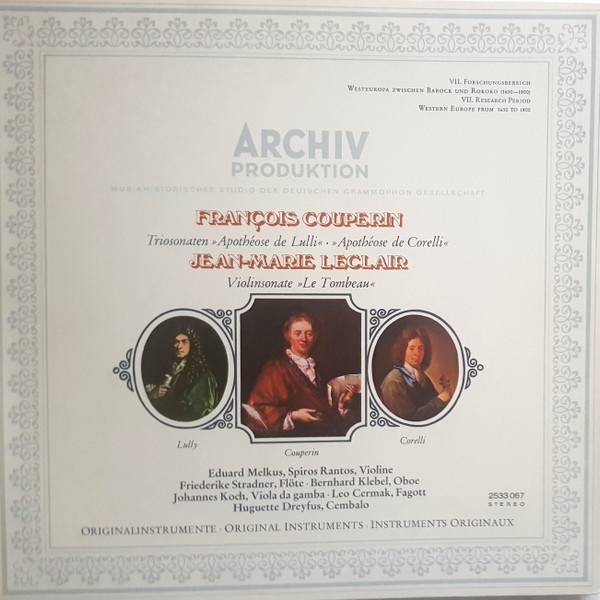 VII. Forschungsbereich
Westeuropa zwischen Barock und Rokoko (1650–1800)
VII. Research Period
Western Europe from 1650 to 1800
ARCHIV
PRODUKTION
MUSIKHISTORISCHES STUDIO DER DEUTSCHEN GRAMMOPHON GESELLSCHAFT
FRANÇOIS COUPERIN
Triosonaten »Apothéose de Lulli« · »Apothéose de Corelli«
JEAN-MARIE LECLAIR
Violinsonate »Le Tombeau«
Lully
Couperin
Corelli
Eduard Melkus, Spiros Rantos, Violine
Friederike Stradner, Flöte · Bernhard Klebel, Oboe
Johannes Koch, Viola da gamba · Leo Cermak, Fagott
Huguette Dreyfus, Cembalo
2533 067
STEREO
Originalinstrumente · Original Instruments · Instruments Originaux